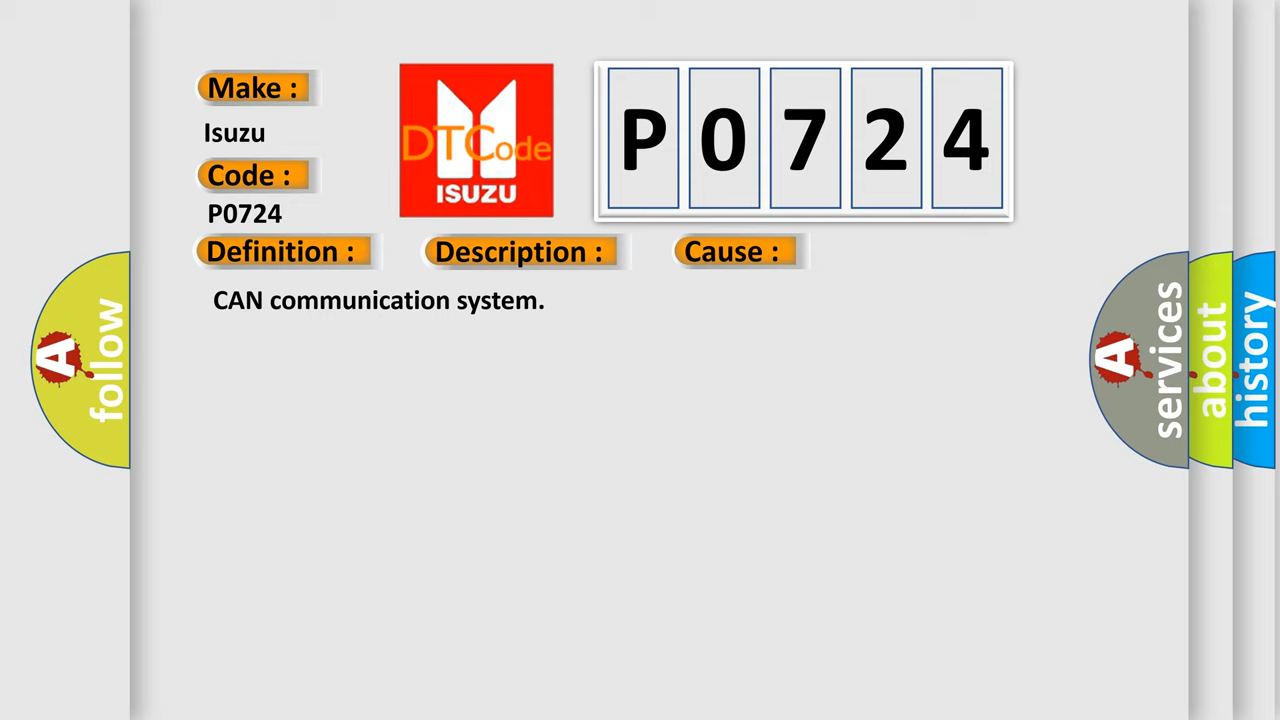 Make :
Isuzu
Code :
P0724
DTCode
ISUZU
P 0 7 2 4
Definition :
Description :
Cause :
CAN communication system.
A follow
A services
about
history